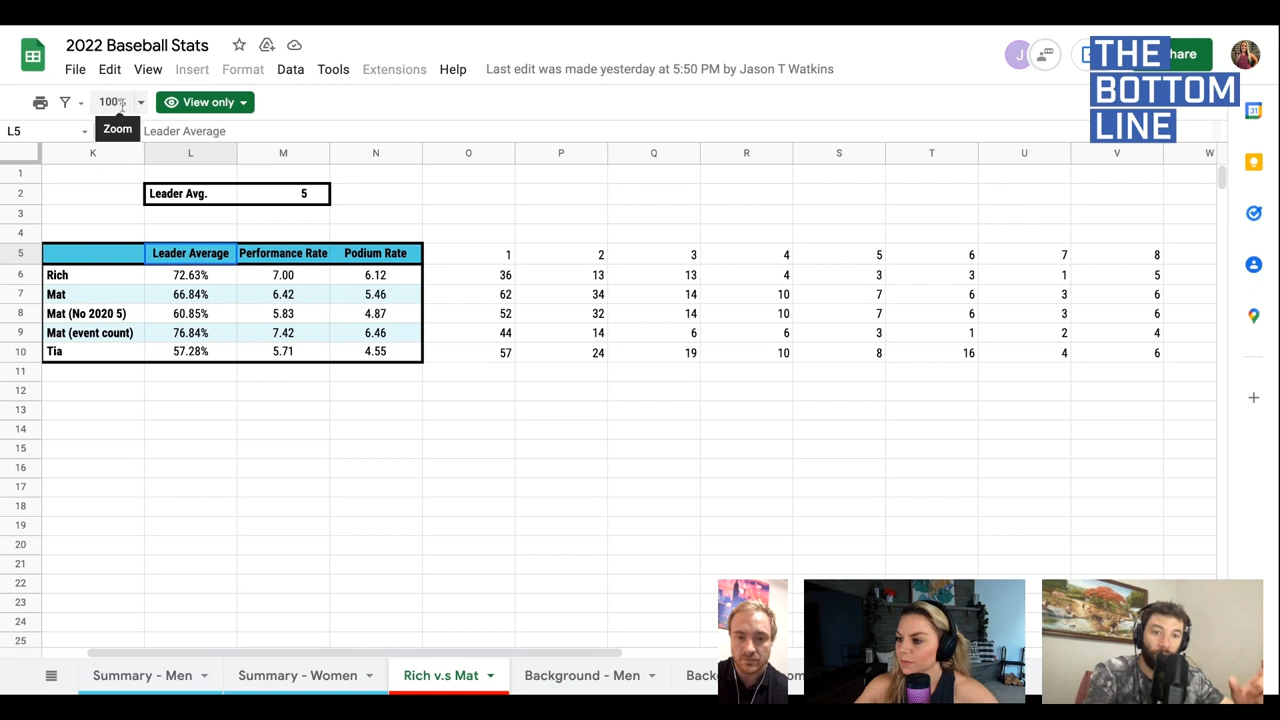 2022 Baseball Stats
File Edit View Insert Format Data Tools Extensions Help Last edit was made yesterday at 5:50 PM by Jason T Watkins
J
hare
THE
BOTTOM
LINE
100% View only
Zoom
31
L5 Leader Average
K L M N O P Q R S T U V W
1
2 Leader Avg. 5
3
4
5 Leader Average Performance Rate Podium Rate 1 2 3 4 5 6 7 8
6 Rich 72.63% 7.00 6.12 36 13 13 4 3 3 1 5
7 Mat 66.84% 6.42 5.46 62 34 14 10 7 6 3 6
8 Mat (No 2020 5) 60.85% 5.83 4.87 52 32 14 10 7 6 3 6
9 Mat (event count) 76.84% 7.42 6.46 44 14 6 6 3 1 2 4
10 Tia 57.28% 5.71 4.55 57 24 19 10 8 16 4 6
11
12
13
14
15
16
17
18
19
20
21
22
23
24
25
Summary - Men Summary - Women Rich v.s Mat Background - Men